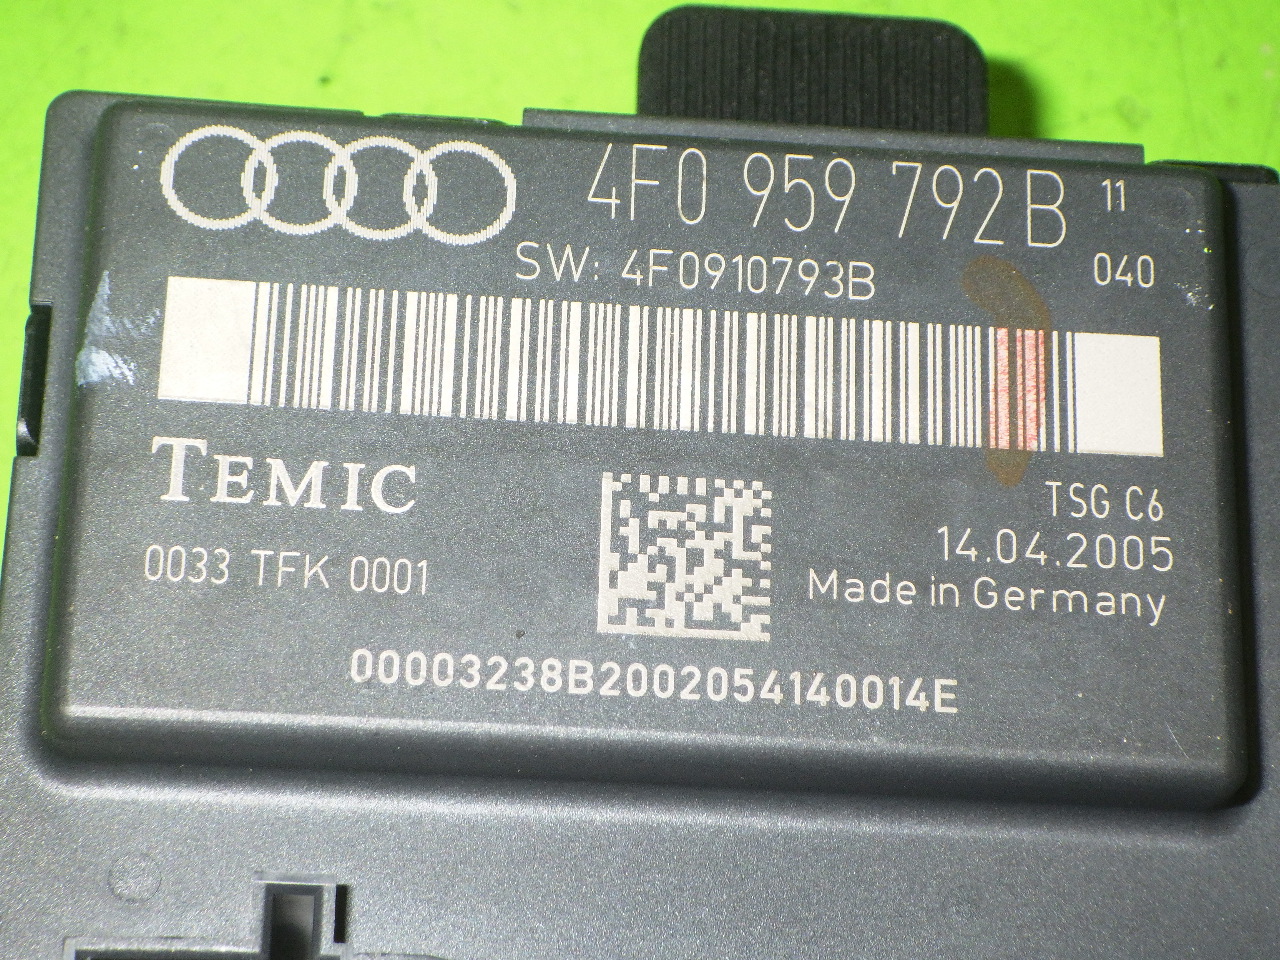 4F0 959 792B 11
SW: 4F0910793B 040
TEMIC
TSG C6
14.04.2005
0033 TFK 0001
Made in Germany
00003238B2002054140014E